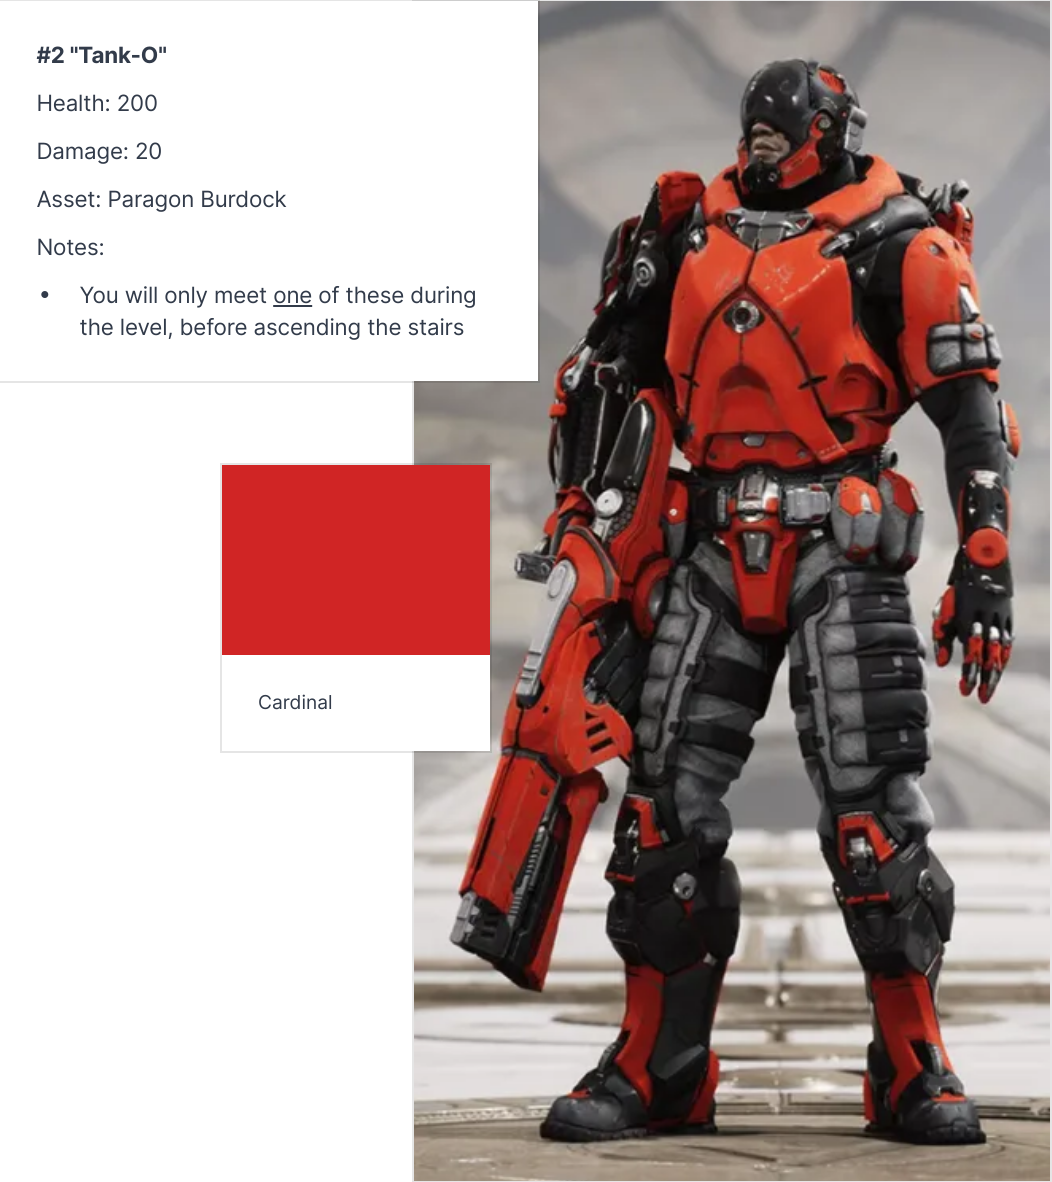 #2 "Tank-O"
Health: 200
Damage: 20
Asset: Paragon Burdock
Notes:
• You will only meet one of these during
the level, before ascending the stairs
Cardinal